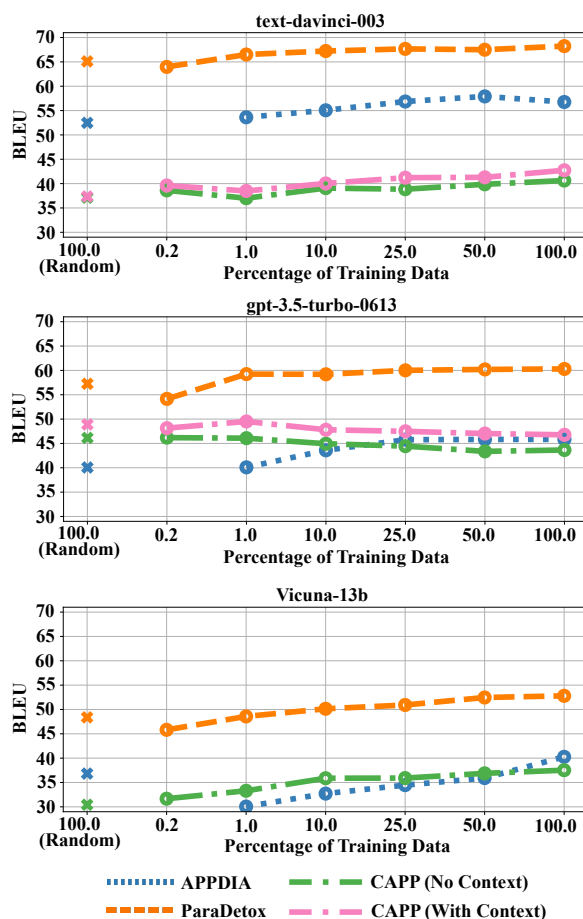 text-davinci-003
70
65
60
55
50
45
40
35
30
BLEU
100.0 0.2 1.0 10.0 25.0 50.0 100.0
(Random)
Percentage of Training Data
gpt-3.5-turbo-0613
70
65
60
55
50
45
40
35
30
BLEU
100.0 0.2 1.0 10.0 25.0 50.0 100.0
(Random)
Percentage of Training Data
Vicuna-13b
70
65
60
55
50
45
40
35
30
BLEU
100.0 0.2 1.0 10.0 25.0 50.0 100.0
(Random)
Percentage of Training Data
APPDIA CAPP (No Context)
ParaDetox CAPP (With Context)